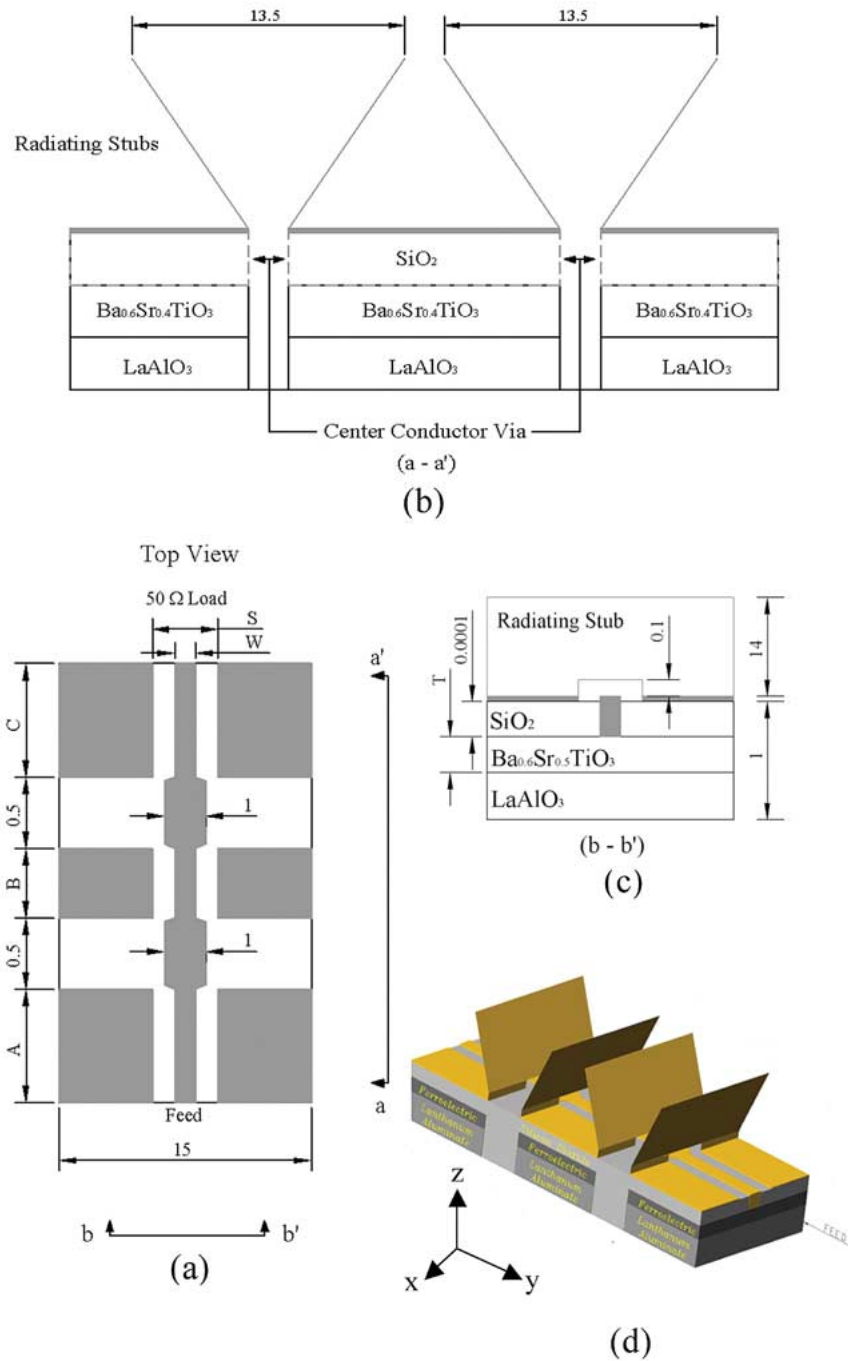 13.5 13.5
Radiating Stubs
SiO₂
Ba₀.₆Sr₀.₄TiO₃ Ba₀.₆Sr₀.₄TiO₃ Ba₀.₆Sr₀.₄TiO₃
LaAlO₃ LaAlO₃ LaAlO₃
Center Conductor Via
(a - a')
(b)
Top View
50 Ω Load
S
W
a'
C
0.5
1
B
0.5
1
A
a
Feed
15
b b'
(a)
Radiating Stub
0.0001
0.1
14
T
SiO₂
Ba₀.₆Sr₀.₅TiO₃
LaAlO₃
1
(b - b')
(c)
Ferroelectric
Lanthanum
Aluminate
Ferroelectric
Lanthanum
Aluminate
Ferroelectric
Lanthanum
Aluminate
FEED
z
x y
(d)